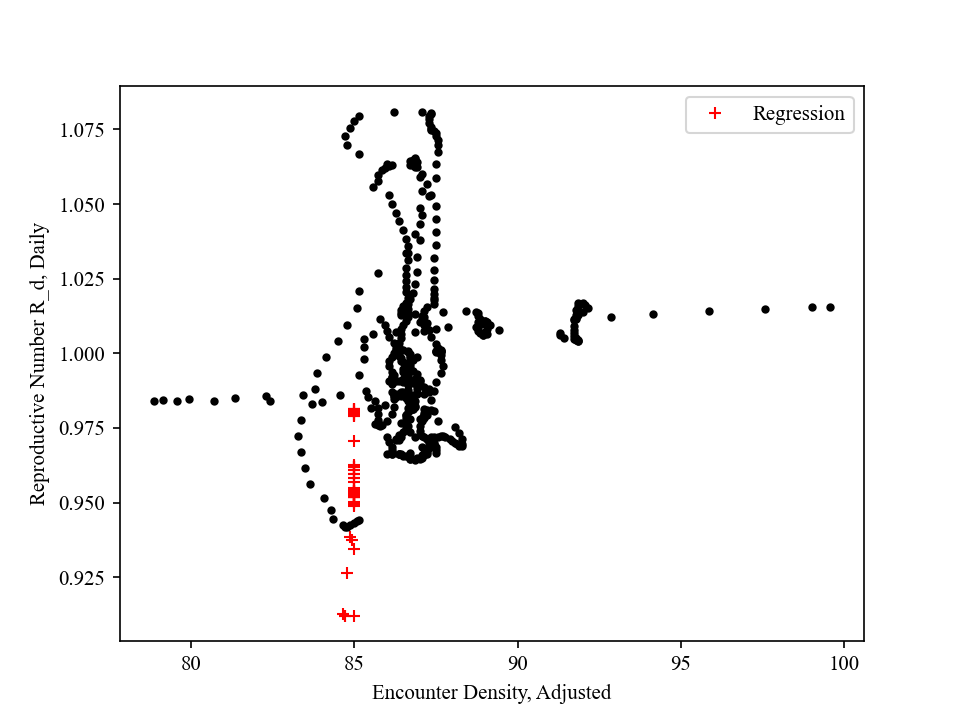 Regression
1.075
1.050
1.025
1.000
0.975
0.950
0.925
Reproductive Number R_d, Daily
80 85 90 95 100
Encounter Density, Adjusted